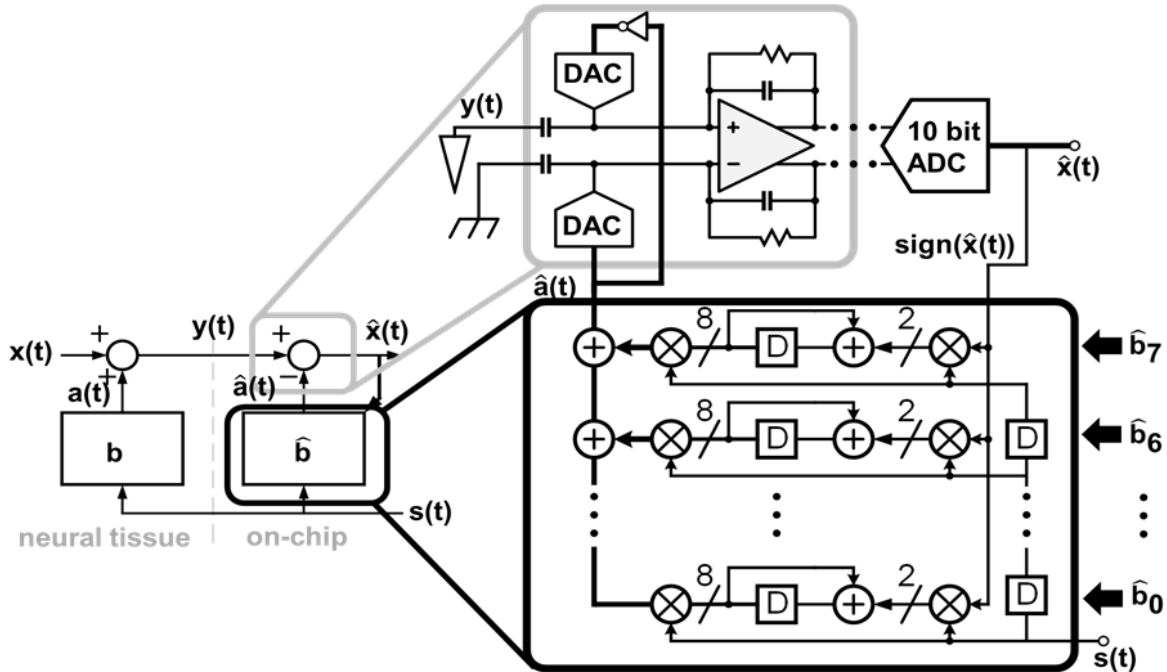 DAC
y(t)
+
−
10 bit
ADC
x̂(t)
DAC
sign(x̂(t))
â(t)
8
D
+
2
b̂7
+
x(t)
+
+
y(t)
+
−
x̂(t)
a(t)
â(t)
b
b̂
s(t)
neural tissue
on-chip
+
8
D
+
2
D
b̂6
8
D
+
2
D
b̂0
s(t)